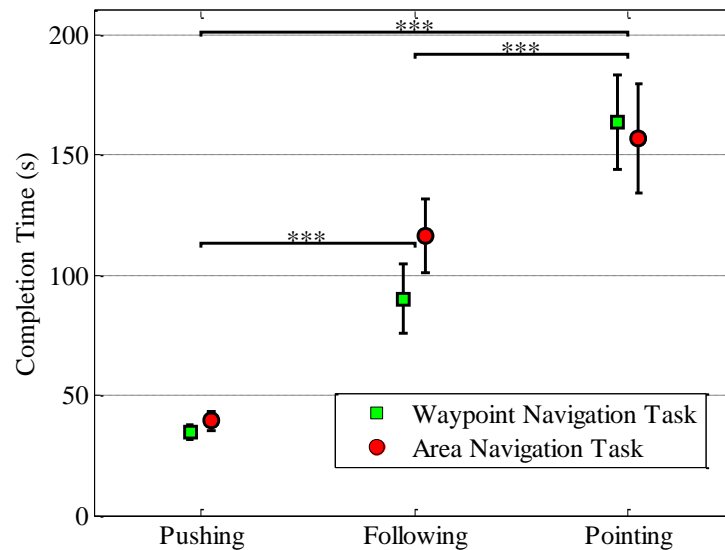 200
***
***
150
***
100
50
0
Completion Time (s)
Waypoint Navigation Task
Area Navigation Task
Pushing Following Pointing